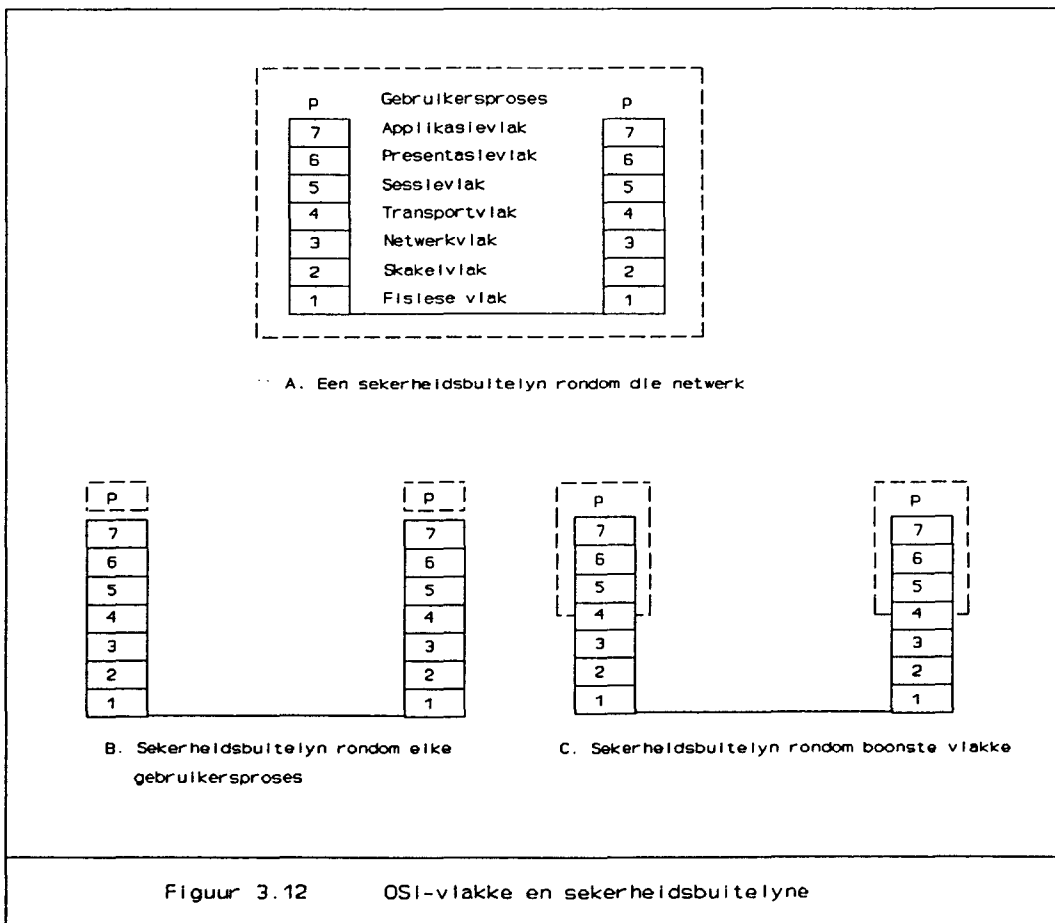 P Gebruikersproses P
7 Applikasievlak 7
6 Presentasievlak 6
5 Sessievlak 5
4 Transportvlak 4
3 Netwerkvlak 3
2 Skakelvlak 2
1 Fisiese vlak 1
A. Een sekerheidsbuitelyn rondom die netwerk
P P
7 7
6 6
5 5
4 4
3 3
2 2
1 1
B. Sekerheidsbuitelyn rondom elke
gebruikersproses
P P
7 7
6 6
5 5
4 4
3 3
2 2
1 1
C. Sekerheidsbuitelyn rondom boonste vlakke
Figuur 3.12 OSI-vlakke en sekerheidsbuitelyne